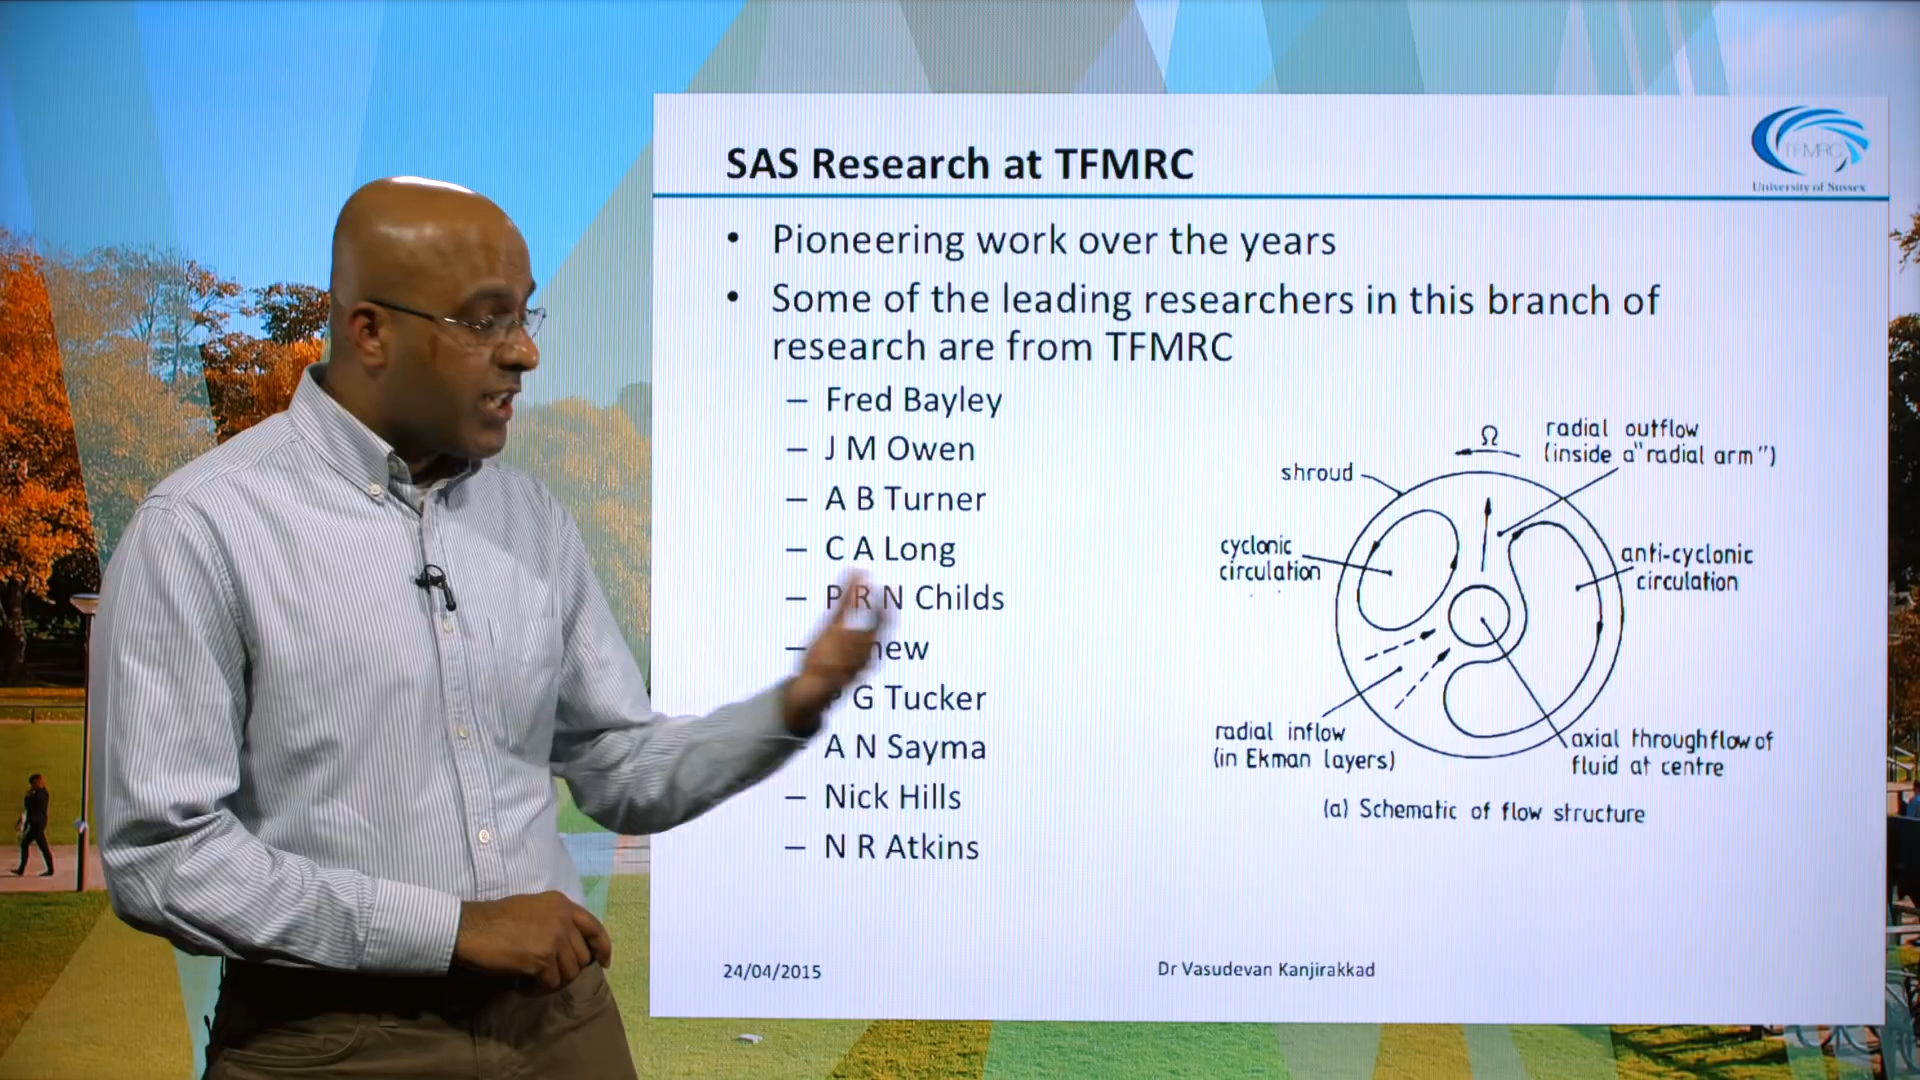 SAS Research at TFMRC
TFMRC
University of Sussex
• Pioneering work over the years
• Some of the leading researchers in this branch of
research are from TFMRC
– Fred Bayley
– J M Owen
– A B Turner
– C A Long
– P R N Childs
–
G Tucker
A N Sayma
– Nick Hills
– N R Atkins
Ω
radial outflow
(inside a "radial arm")
shroud
cyclonic
circulation
anti-cyclonic
circulation
radial inflow
(in Ekman layers)
axial throughflow of
fluid at centre
(a) Schematic of flow structure
24/04/2015
Dr Vasudevan Kanjirakkad